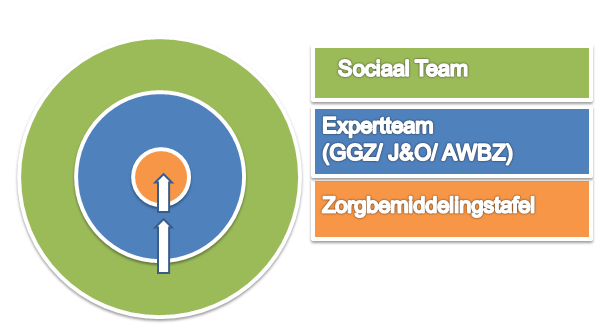 Sociaal Team
Expertteam
(GGZ/ J&O/ AWBZ)
Zorgbemiddelingstafel